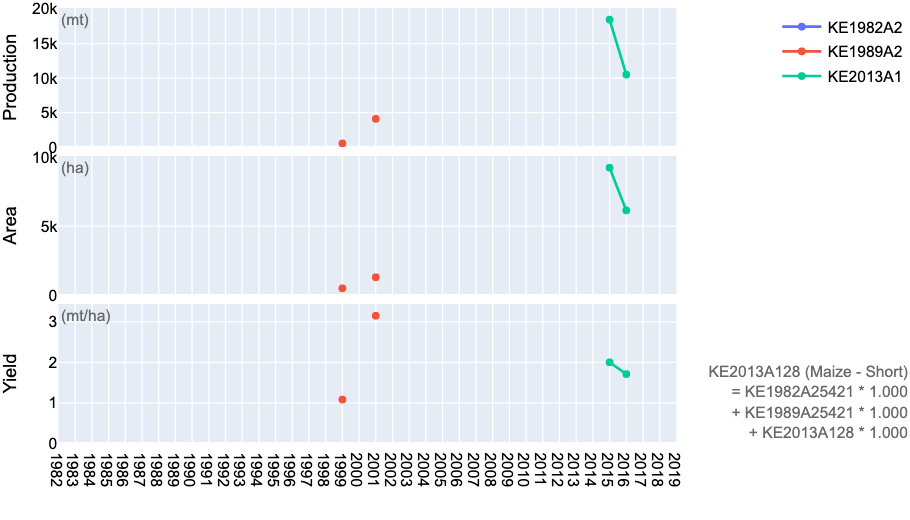 20k
(mt)
15k
10k
5k
0
Production
10k
(ha)
5k
0
Area
(mt/ha)
3
2
1
0
Yield
1982
1983
1984
1985
1986
1987
1988
1989
1990
1991
1992
1993
1994
1995
1996
1997
1998
1999
2000
2001
2002
2003
2004
2005
2006
2007
2008
2009
2010
2011
2012
2013
2014
2015
2016
2017
2018
2019
KE1982A2
KE1989A2
KE2013A1
KE2013A128 (Maize - Short)
= KE1982A25421 * 1.000
+ KE1989A25421 * 1.000
+ KE2013A128 * 1.000